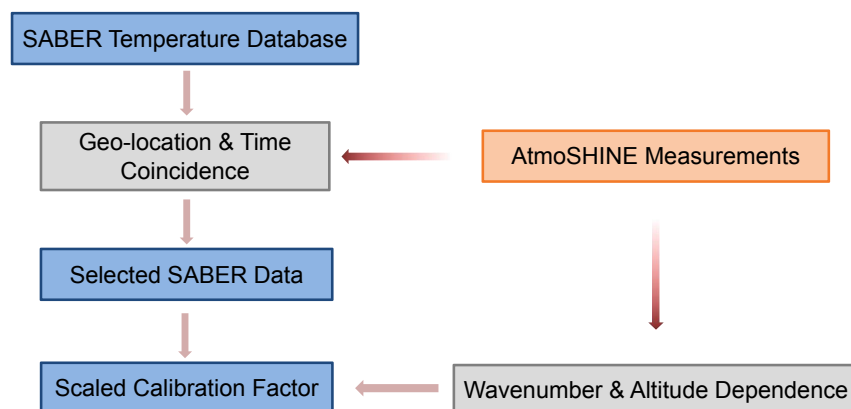 SABER Temperature Database
Geo-location & Time
Coincidence
AtmoSHINE Measurements
Selected SABER Data
Scaled Calibration Factor
Wavenumber & Altitude Dependence